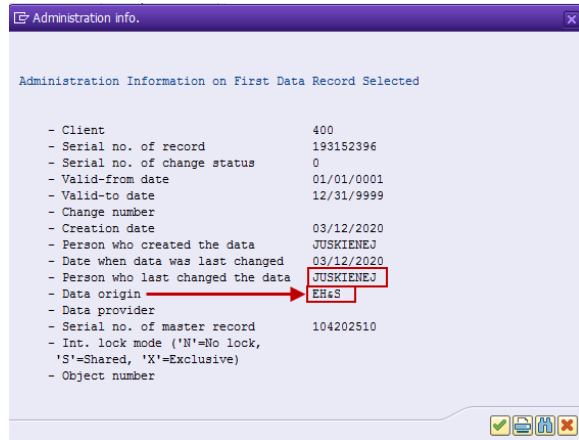 Administration info.
Administration Information on First Data Record Selected
- Client 400
- Serial no. of record 193152396
- Serial no. of change status 0
- Valid-from date 01/01/0001
- Valid-to date 12/31/9999
- Change number
- Creation date 03/12/2020
- Person who created the data JUSKIENEJ
- Date when data was last changed 03/12/2020
- Person who last changed the data JUSKIENEJ
- Data origin EH&S
- Data provider
- Serial no. of master record 104202510
- Int. lock mode ('N'=No lock,
'S'=Shared, 'X'=Exclusive)
- Object number